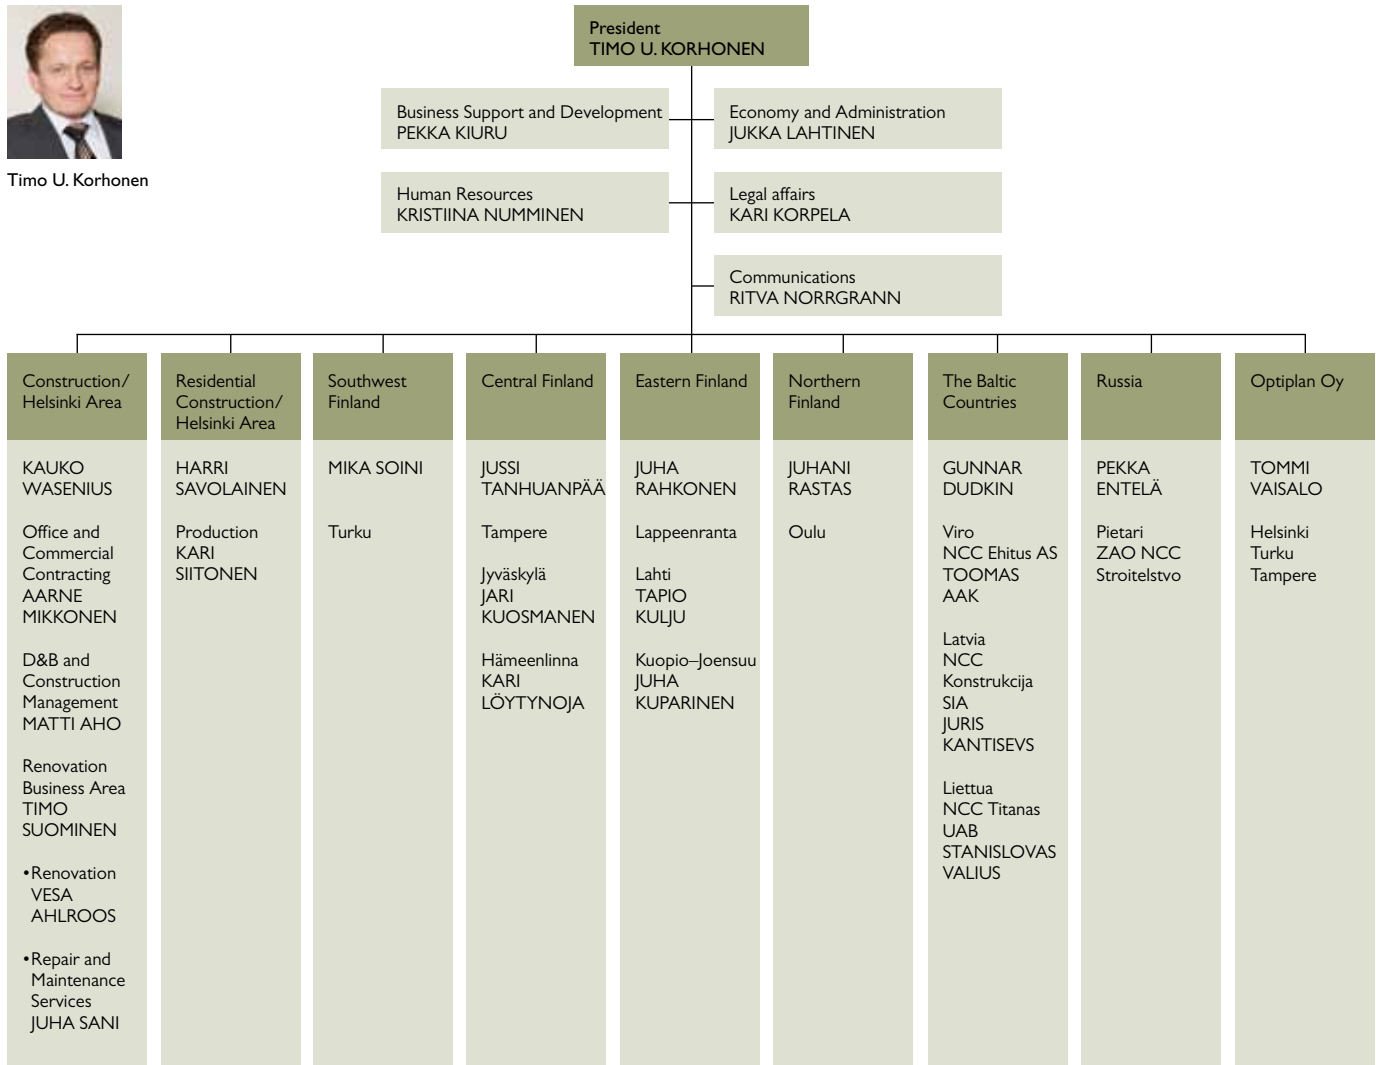 Timo U. Korhonen
President
TIMO U. KORHONEN
Business Support and Development
PEKKA KIURU
Economy and Administration
JUKKA LAHTINEN
Human Resources
KRISTIINA NUMMINEN
Legal affairs
KARI KORPELA
Communications
RITVA NORRGRANN
Construction/
Helsinki Area
KAUKO
WASENIUS
Office and
Commercial
Contracting
AARNE
MIKKONEN
D&B and
Construction
Management
MATTI AHO
Renovation
Business Area
TIMO
SUOMINEN
•Renovation
VESA
AHLROOS
•Repair and
Maintenance
Services
JUHA SANI
Residential
Construction/
Helsinki Area
HARRI
SAVOLAINEN
Production
KARI
SIITONEN
Southwest
Finland
MIKA SOINI
Turku
Central Finland
JUSSI
TANHUANPÄÄ
Tampere
Jyväskylä
JARI
KUOSMANEN
Hämeenlinna
KARI
LÖYTYNOJA
Eastern Finland
JUHA
RAHKONEN
Lappeenranta
Lahti
TAPIO
KULJU
Kuopio–Joensuu
JUHA
KUPARINEN
Northern
Finland
JUHANI
RASTAS
Oulu
The Baltic
Countries
GUNNAR
DUDKIN
Viro
NCC Ehitus AS
TOOMAS
AAK
Latvia
NCC
Konstrukcija
SIA
JURIS
KANTISEVS
Liettua
NCC Titanas
UAB
STANISLOVAS
VALIUS
Russia
PEKKA
ENTELÄ
Pietari
ZAO NCC
Stroitelstvo
Optiplan Oy
TOMMI
VAISALO
Helsinki
Turku
Tampere